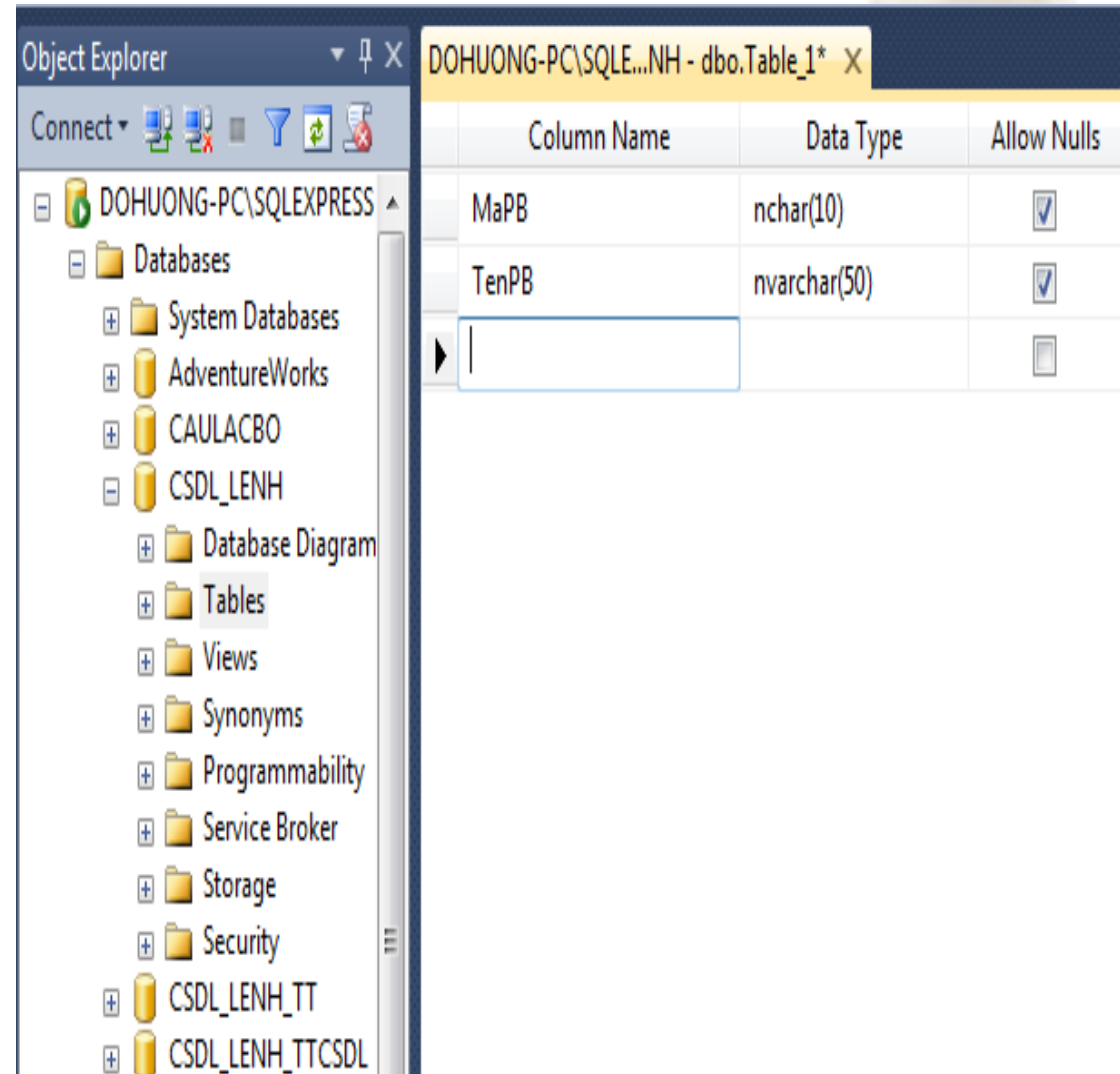 Object Explorer
Connect
DOHUONG-PC\SQLEXPRESS
Databases
System Databases
AdventureWorks
CAULACBO
CSDL_LENH
Database Diagram
Tables
Views
Synonyms
Programmability
Service Broker
Storage
Security
CSDL_LENH_TT
CSDL_LENH_TTCSDL
DOHUONG-PC\SQLE...NH - dbo.Table_1*
Column Name Data Type Allow Nulls
MaPB nchar(10)
TenPB nvarchar(50)